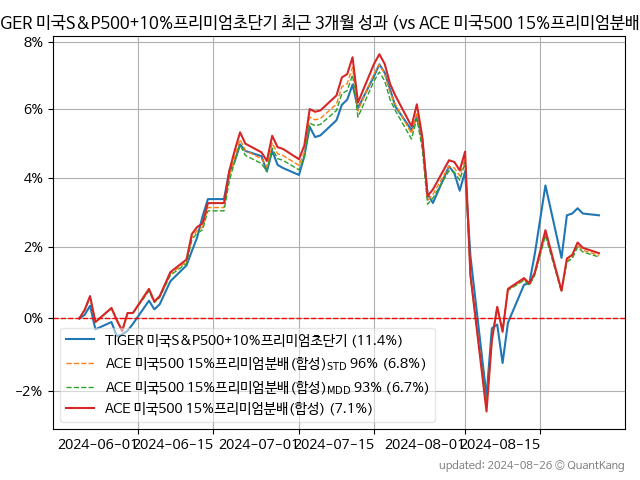 TIGER 미국S&P500+10%프리미엄초단기 최근 3개월 성과 (vs ACE 미국500 15%프리미엄분배
8%
6%
4%
2%
0%
−2%
TIGER 미국S&P500+10%프리미엄초단기 (11.4%)
ACE 미국500 15%프리미엄분배(합성)STD 96% (6.8%)
ACE 미국500 15%프리미엄분배(합성)MDD 93% (6.7%)
ACE 미국500 15%프리미엄분배(합성) (7.1%)
2024-06-01 2024-06-15 2024-07-01 2024-07-15 2024-08-01 2024-08-15
updated: 2024-08-26 © QuantKang